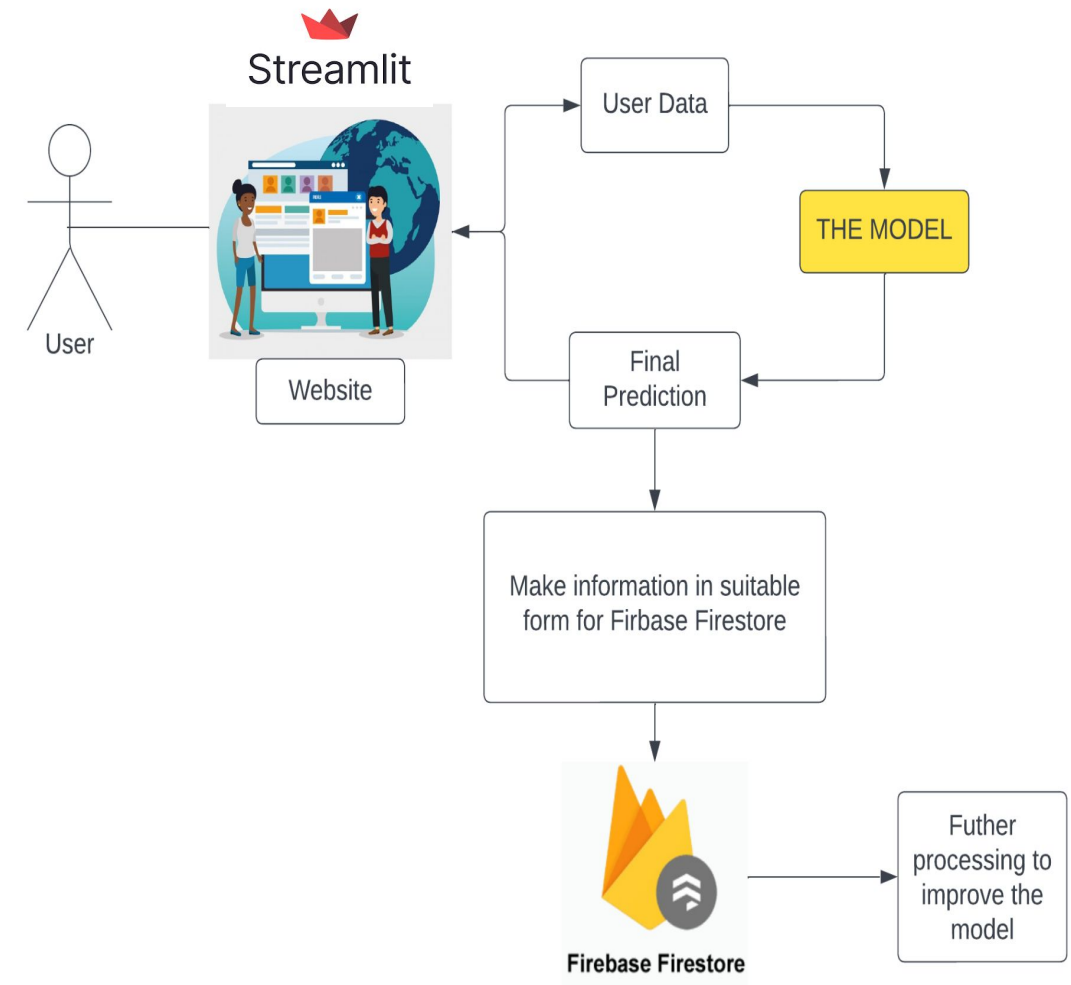 Streamlit
User Data
THE MODEL
User
Website
Final
Prediction
Make information in suitable
form for Firbase Firestore
Futher
processing to
improve the
model
Firebase Firestore